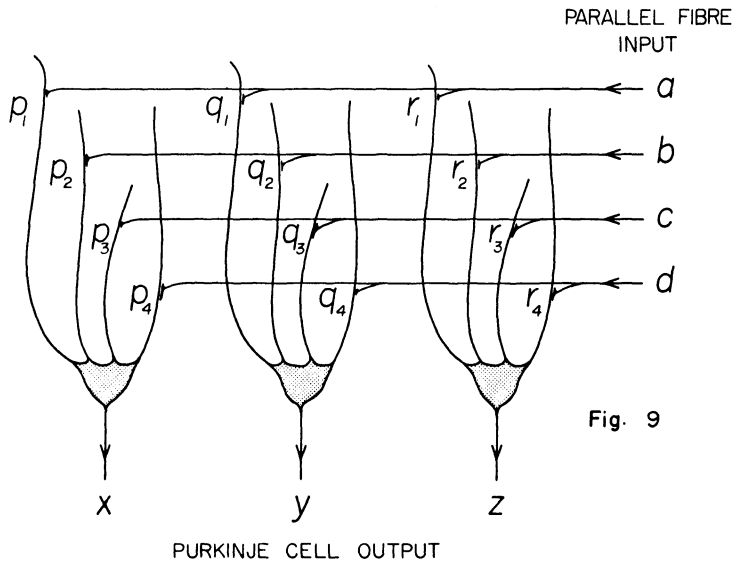 PARALLEL FIBRE
INPUT
p1 q1 r1 a
p2 q2 r2 b
p3 q3 r3 c
p4 q4 r4 d
Fig. 9
x y z
PURKINJE CELL OUTPUT